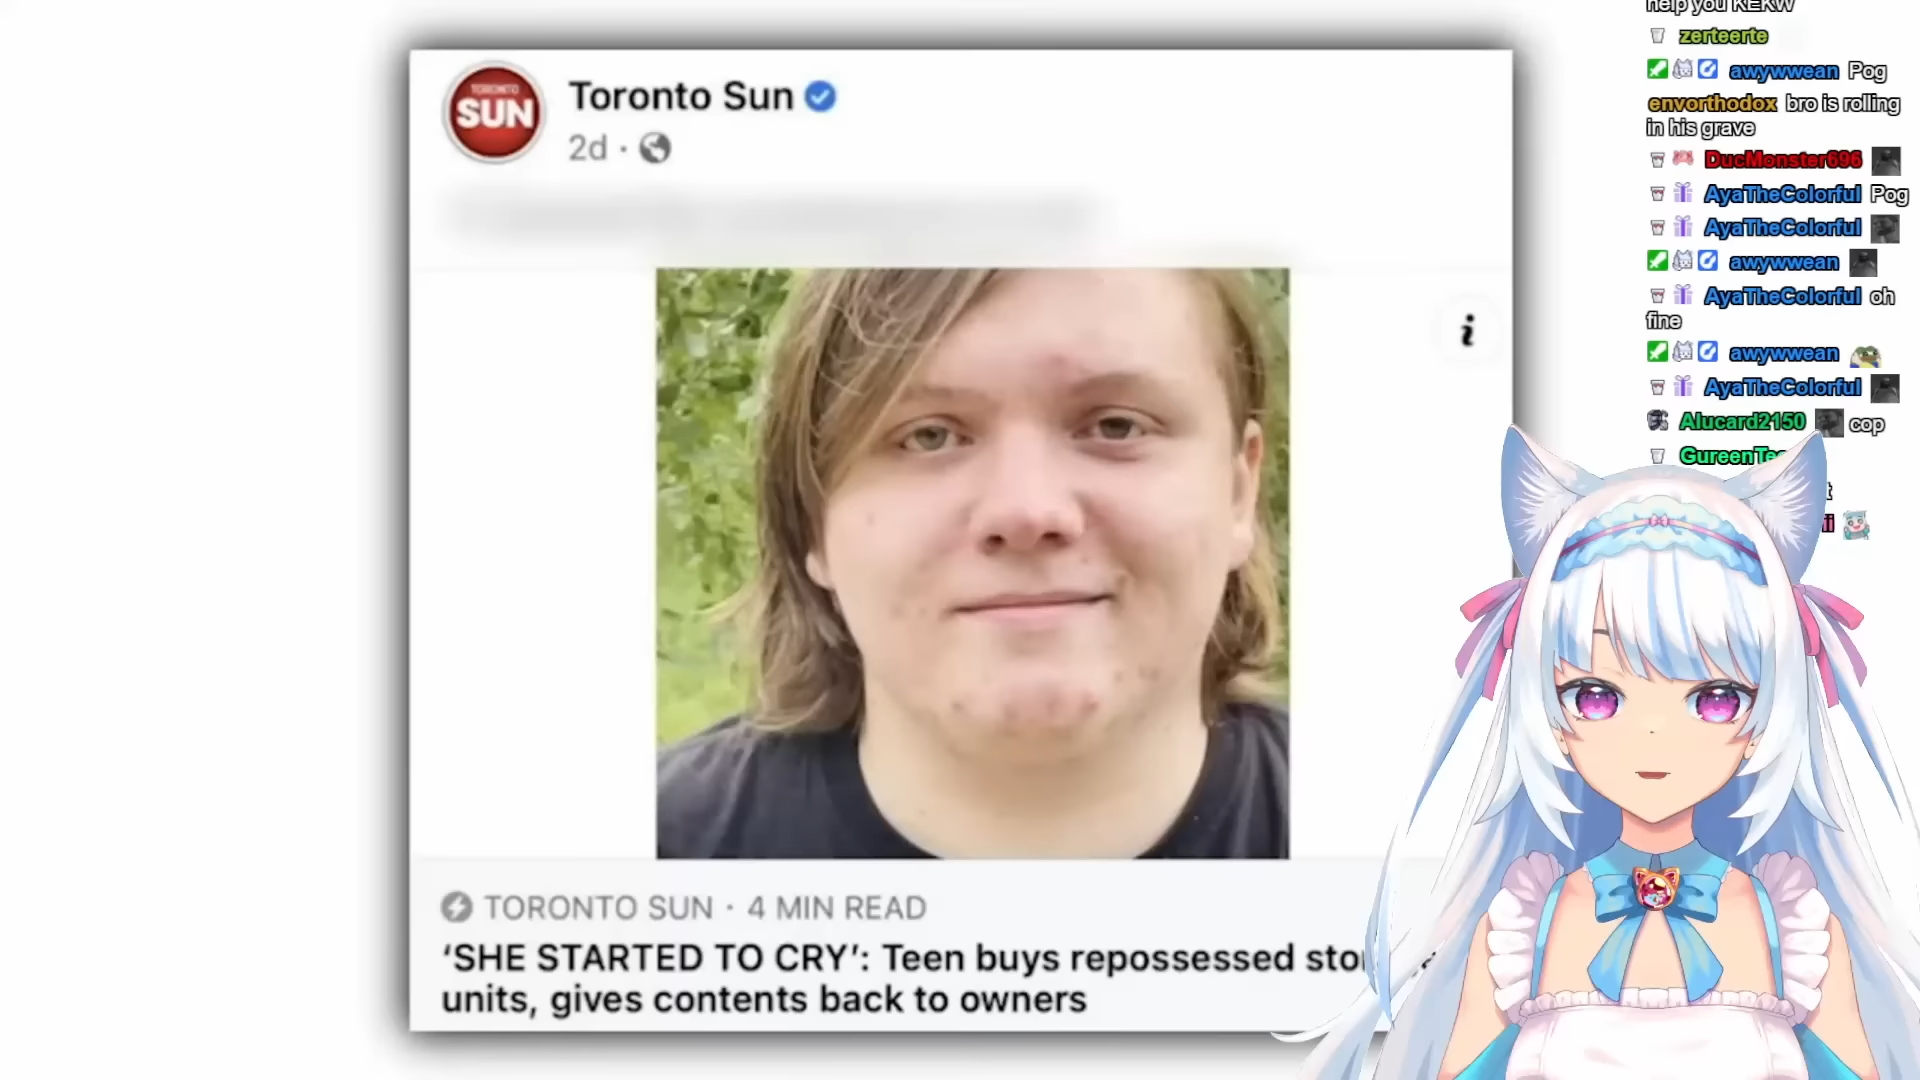 TORONTO
SUN
Toronto Sun
2d ·
TORONTO SUN · 4 MIN READ
‘SHE STARTED TO CRY’: Teen buys repossessed
units, gives contents back to owners
help you KEKW
zerteerte
awywwean Pog
envorthodox bro is rolling
in his grave
DucMonster696
AyaTheColorful Pog
AyaTheColorful
awywwean
AyaTheColorful oh
fine
awywwean
AyaTheColorful
Alucard2150 cop